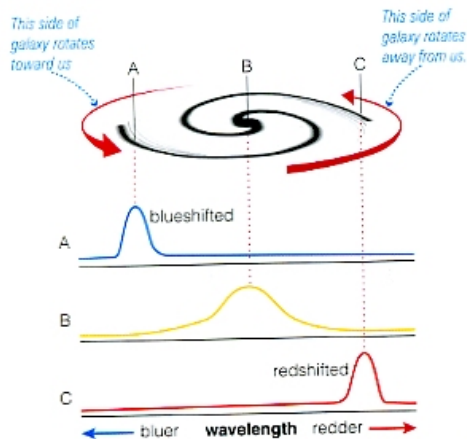 This side of
galaxy rotates
toward us
This side of
galaxy rotates
away from us.
A
B
C
blueshifted
A
B
redshifted
C
bluer wavelength redder